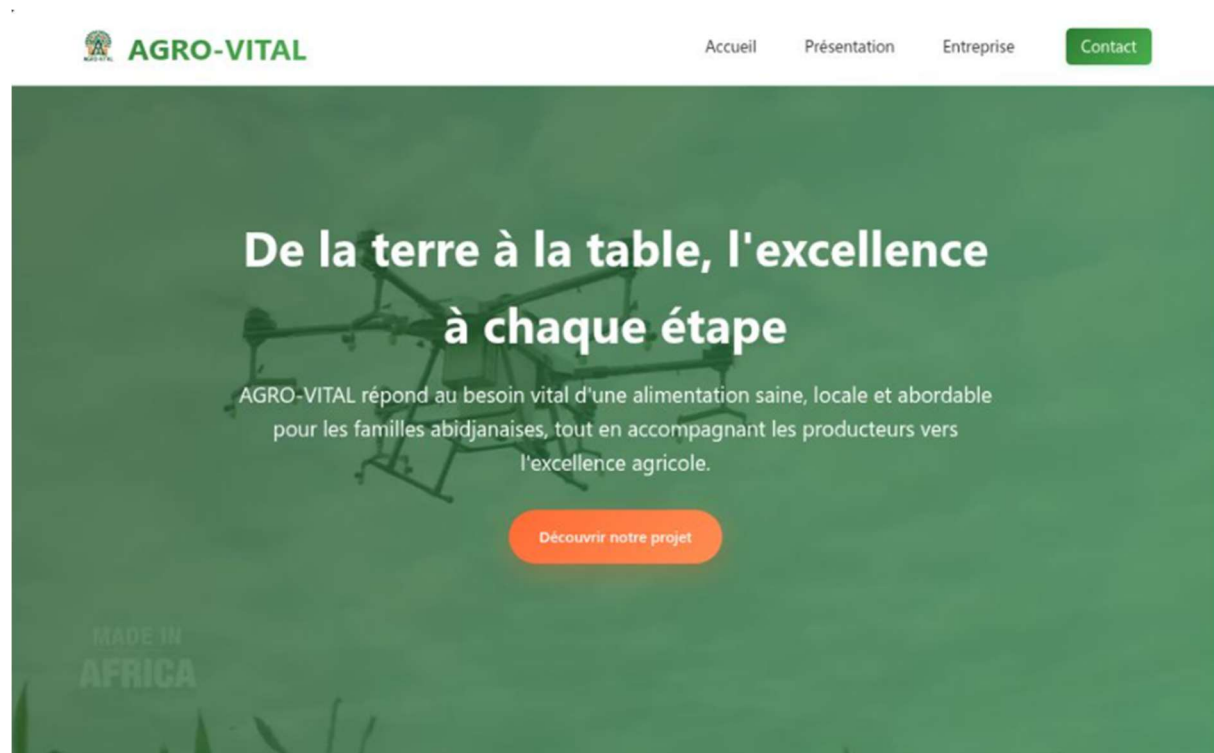 AGRO-VITAL
Accueil
Présentation
Entreprise
Contact
De la terre à la table, l'excellence
à chaque étape
AGRO-VITAL répond au besoin vital d'une alimentation saine, locale et abordable
pour les familles abidjanaises, tout en accompagnant les producteurs vers
l'excellence agricole.
Découvrir notre projet
MADE IN
AFRICA